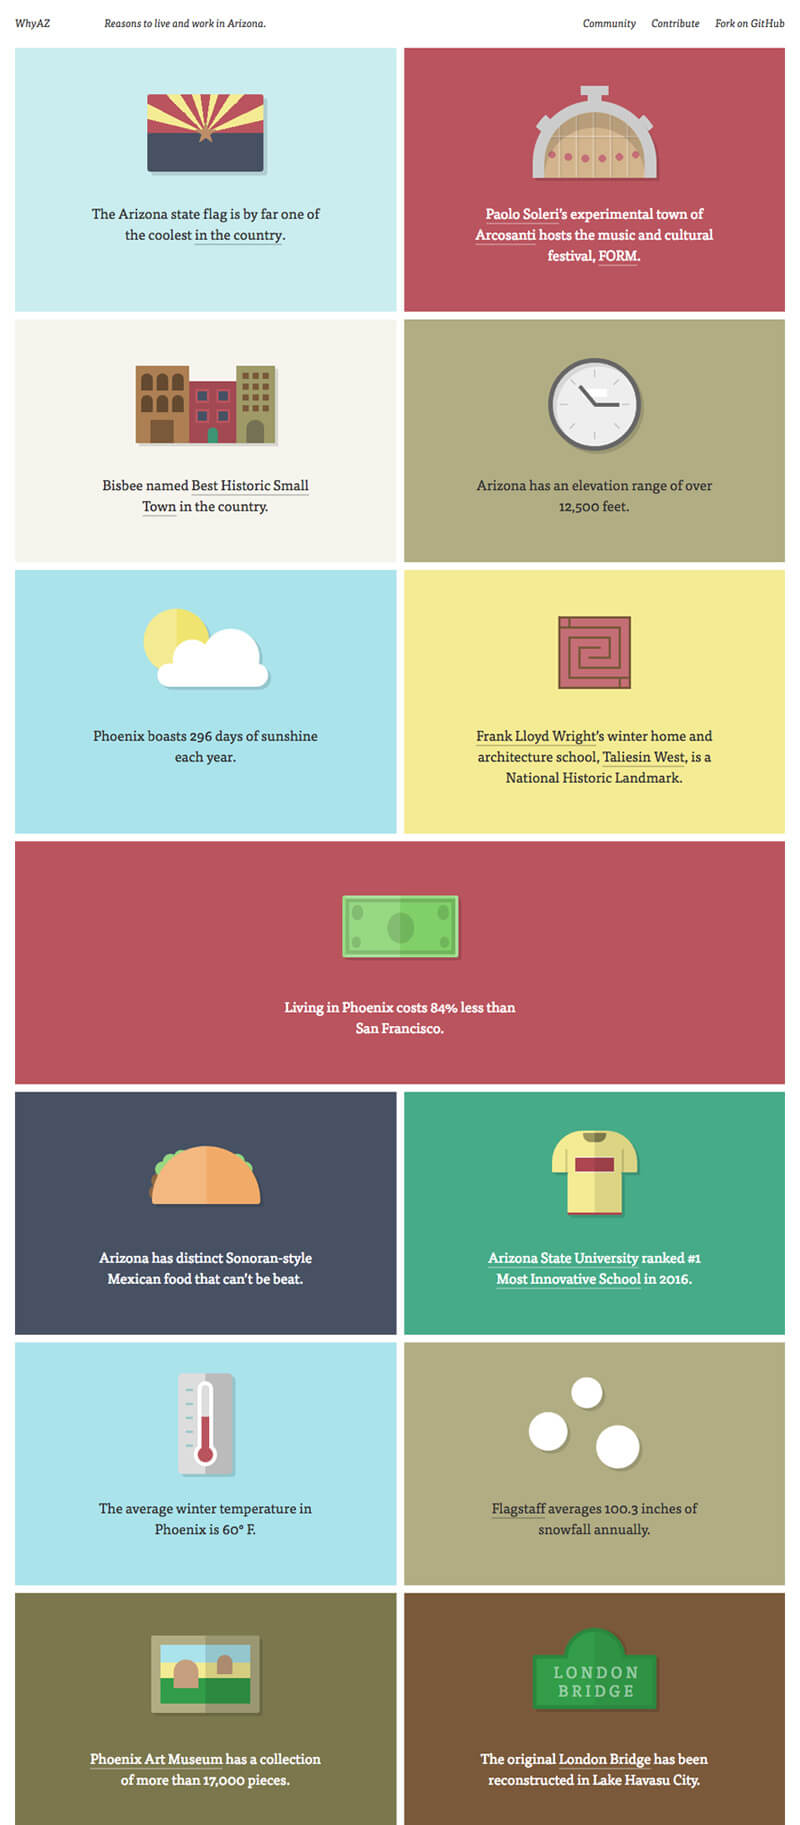 WhyAZ
Reasons to live and work in Arizona.
Community
Contribute
Fork on GitHub
The Arizona state flag is by far one of
the coolest in the country.
Paolo Soleri's experimental town of
Arcosanti hosts the music and cultural
festival, FORM.
Bisbee named Best Historic Small
Town in the country.
Arizona has an elevation range of over
12,500 feet.
Phoenix boasts 296 days of sunshine
each year.
Frank Lloyd Wright's winter home and
architecture school, Taliesin West, is a
National Historic Landmark.
Living in Phoenix costs 84% less than
San Francisco.
Arizona has distinct Sonoran-style
Mexican food that can't be beat.
Arizona State University ranked #1
Most Innovative School in 2016.
The average winter temperature in
Phoenix is 60° F.
Flagstaff averages 100.3 inches of
snowfall annually.
Phoenix Art Museum has a collection
of more than 17,000 pieces.
LONDON
BRIDGE
The original London Bridge has been
reconstructed in Lake Havasu City.